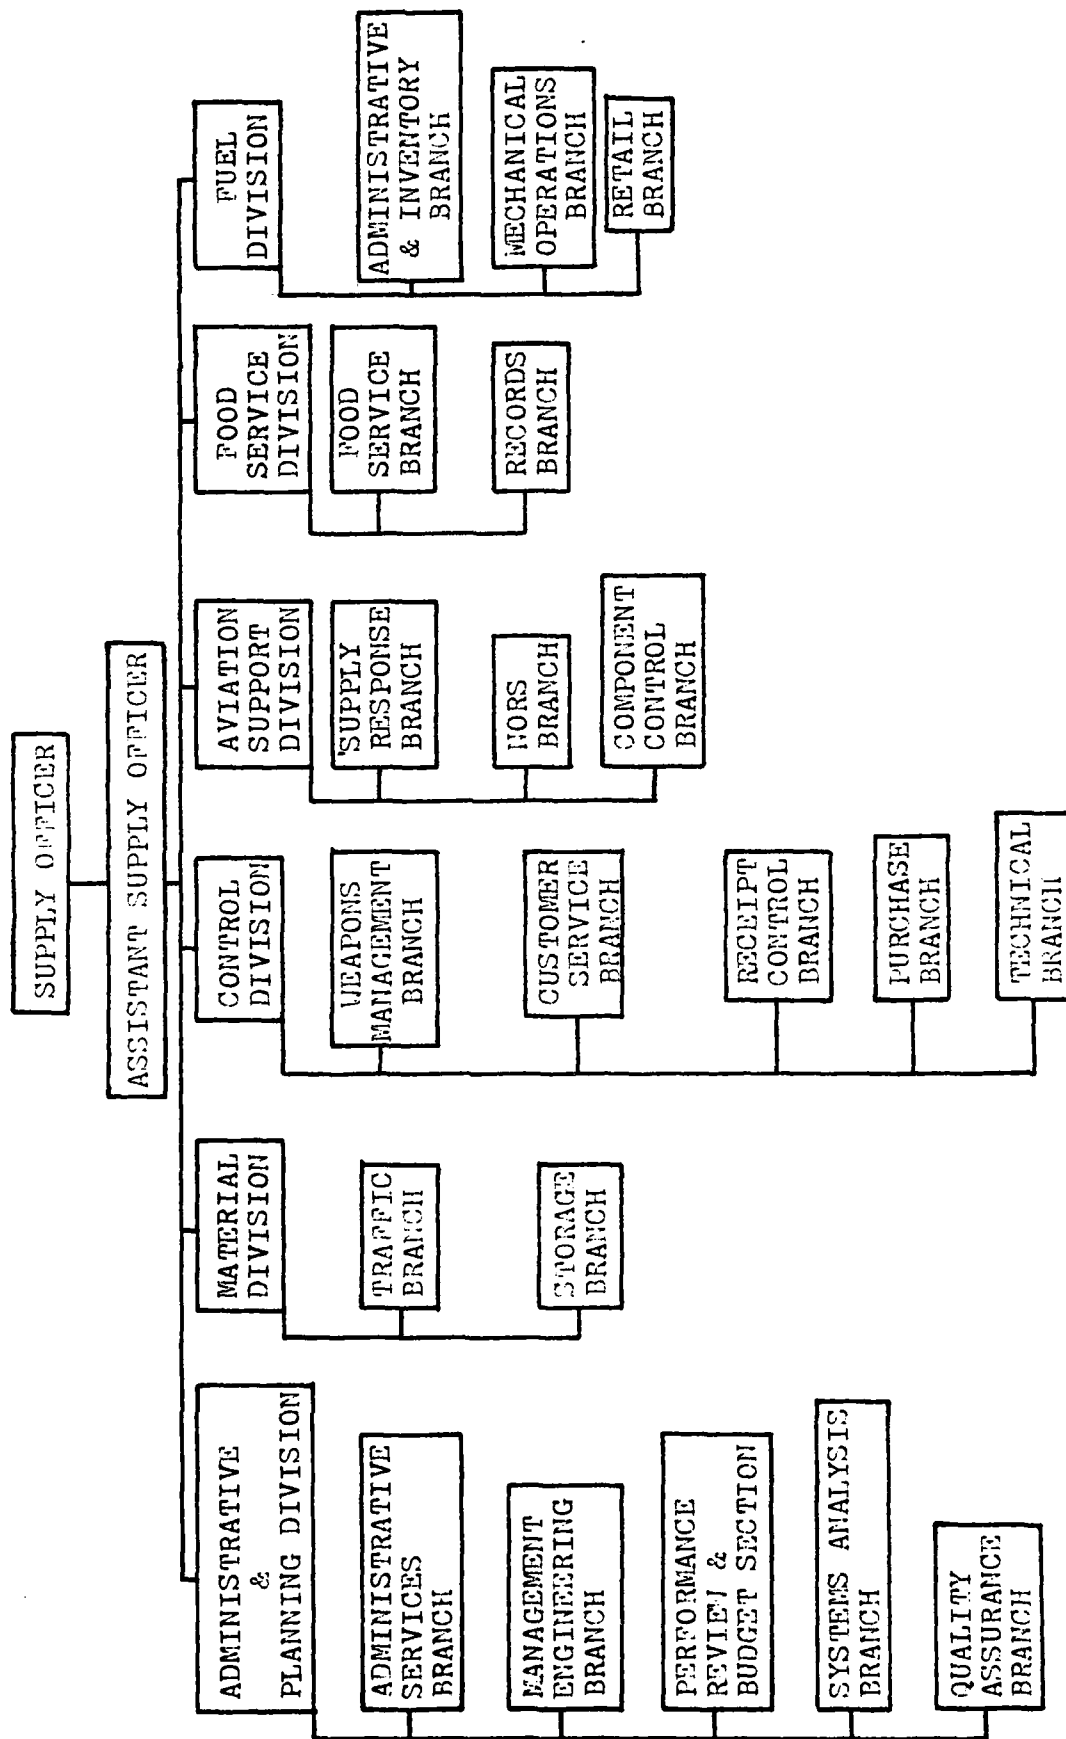 SUPPLY OFFICER
ASSISTANT SUPPLY OFFICER
ADMINISTRATIVE
&
PLANNING DIVISION
ADMINISTRATIVE
SERVICES
BRANCH
MANAGEMENT
ENGINEERING
BRANCH
PERFORMANCE
REVIEW &
BUDGET SECTION
SYSTEMS ANALYSIS
BRANCH
QUALITY
ASSURANCE
BRANCH
MATERIAL
DIVISION
TRAFFIC
BRANCH
STORAGE
BRANCH
CONTROL
DIVISION
WEAPONS
MANAGEMENT
BRANCH
CUSTOMER
SERVICE
BRANCH
RECEIPT
CONTROL
BRANCH
PURCHASE
BRANCH
TECHNICAL
BRANCH
AVIATION
SUPPORT
DIVISION
SUPPLY
RESPONSE
BRANCH
NORS
BRANCH
COMPONENT
CONTROL
BRANCH
FOOD
SERVICE
DIVISION
FOOD
SERVICE
BRANCH
RECORDS
BRANCH
FUEL
DIVISION
ADMINISTRATIVE
& INVENTORY
BRANCH
MECHANICAL
OPERATIONS
BRANCH
RETAIL
BRANCH